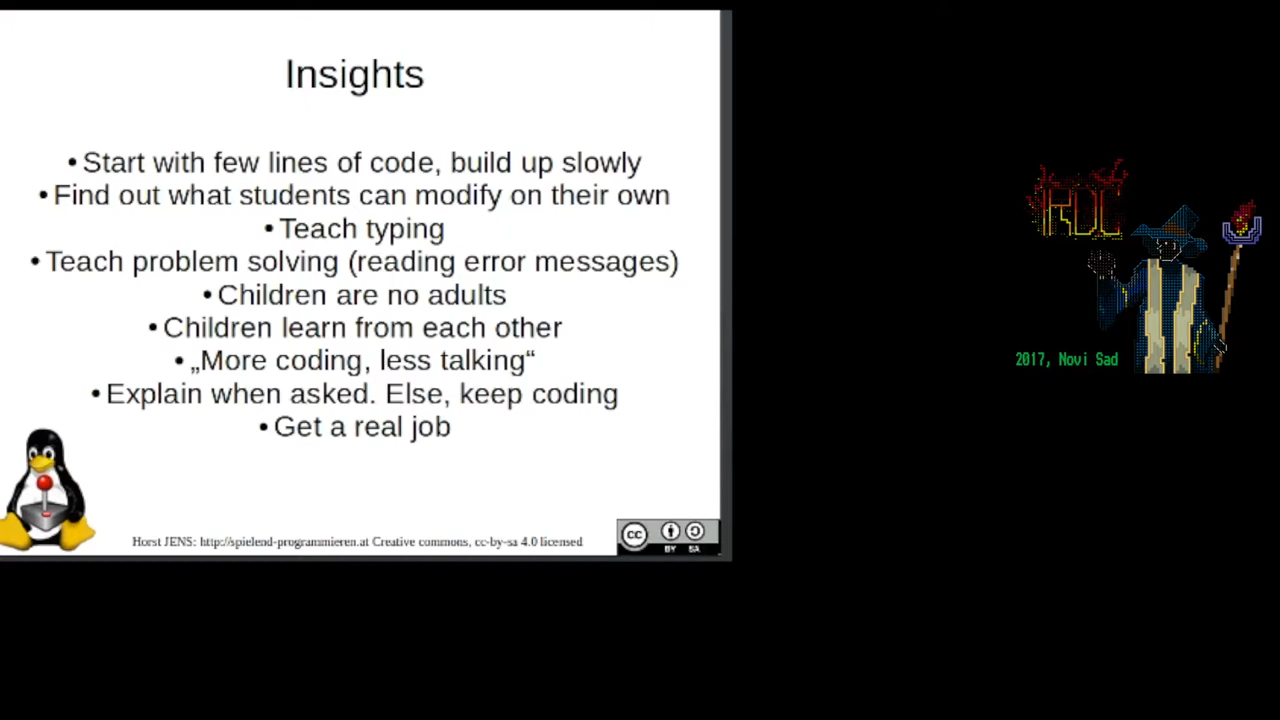 Insights
• Start with few lines of code, build up slowly
• Find out what students can modify on their own
• Teach typing
• Teach problem solving (reading error messages)
• Children are no adults
• Children learn from each other
• „More coding, less talking“
• Explain when asked. Else, keep coding
• Get a real job
Horst JENS: http://spielend-programmieren.at Creative commons, cc-by-sa 4.0 licensed
cc
BY SA
IRDC
2017, Novi Sad